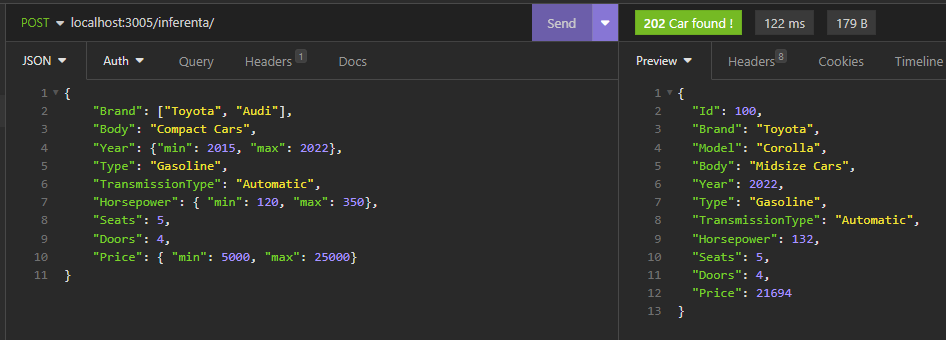 POST localhost:3005/inferenta/ Send 202 Car found ! 122 ms 179 B
JSON Auth Query Headers 1 Docs Preview Headers 8 Cookies Timeline
1 {
2 "Brand": ["Toyota", "Audi"],
3 "Body": "Compact Cars",
4 "Year": {"min": 2015, "max": 2022},
5 "Type": "Gasoline",
6 "TransmissionType": "Automatic",
7 "Horsepower": { "min": 120, "max": 350},
8 "Seats": 5,
9 "Doors": 4,
10 "Price": { "min": 5000, "max": 25000}
11 }
1 {
2 "Id": 100,
3 "Brand": "Toyota",
4 "Model": "Corolla",
5 "Body": "Midsize Cars",
6 "Year": 2022,
7 "Type": "Gasoline",
8 "TransmissionType": "Automatic",
9 "Horsepower": 132,
10 "Seats": 5,
11 "Doors": 4,
12 "Price": 21694
13 }